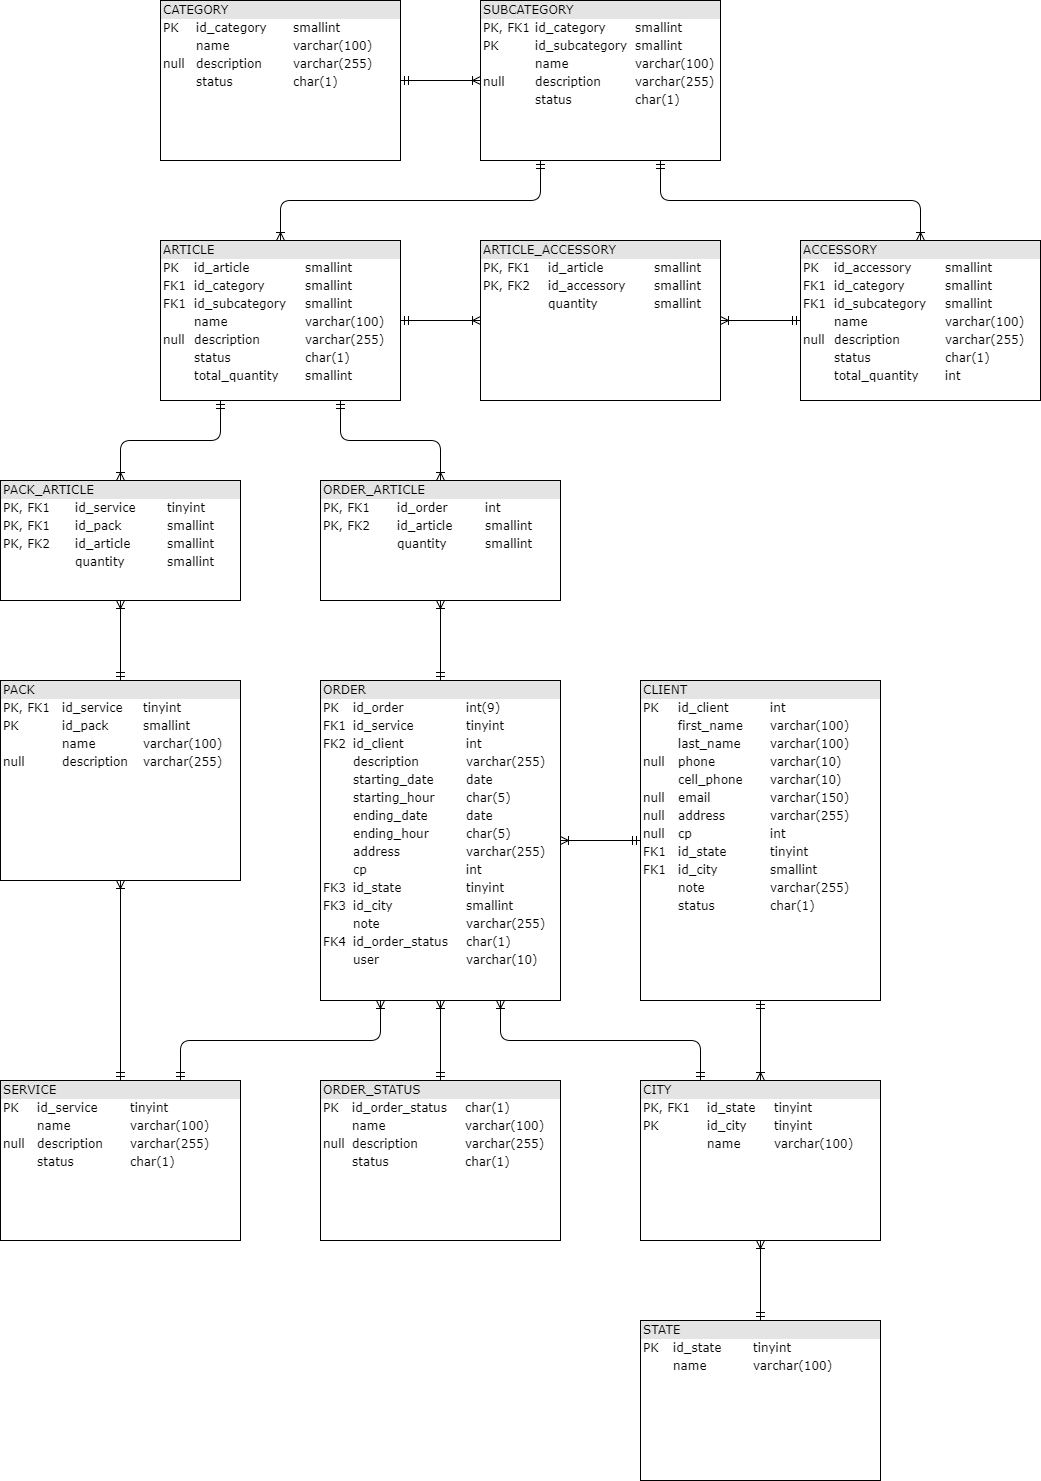 CATEGORY
PK id_category smallint
name varchar(100)
null description varchar(255)
status char(1)
SUBCATEGORY
PK, FK1 id_category smallint
PK id_subcategory smallint
name varchar(100)
null description varchar(255)
status char(1)
ARTICLE
PK id_article smallint
FK1 id_category smallint
FK1 id_subcategory smallint
name varchar(100)
null description varchar(255)
status char(1)
total_quantity smallint
ARTICLE_ACCESSORY
PK, FK1 id_article smallint
PK, FK2 id_accessory smallint
quantity smallint
ACCESSORY
PK id_accessory smallint
FK1 id_category smallint
FK1 id_subcategory smallint
name varchar(100)
null description varchar(255)
status char(1)
total_quantity int
PACK_ARTICLE
PK, FK1 id_service tinyint
PK, FK1 id_pack smallint
PK, FK2 id_article smallint
quantity smallint
ORDER_ARTICLE
PK, FK1 id_order int
PK, FK2 id_article smallint
quantity smallint
PACK
PK, FK1 id_service tinyint
PK id_pack smallint
name varchar(100)
null description varchar(255)
ORDER
PK id_order int(9)
FK1 id_service tinyint
FK2 id_client int
description varchar(255)
starting_date date
starting_hour char(5)
ending_date date
ending_hour char(5)
address varchar(255)
cp int
FK3 id_state tinyint
FK3 id_city smallint
note varchar(255)
FK4 id_order_status char(1)
user varchar(10)
CLIENT
PK id_client int
first_name varchar(100)
last_name varchar(100)
null phone varchar(10)
cell_phone varchar(10)
null email varchar(150)
null address varchar(255)
null cp int
FK1 id_state tinyint
FK1 id_city smallint
note varchar(255)
status char(1)
SERVICE
PK id_service tinyint
name varchar(100)
null description varchar(255)
status char(1)
ORDER_STATUS
PK id_order_status char(1)
name varchar(100)
null description varchar(255)
status char(1)
CITY
PK, FK1 id_state tinyint
PK id_city tinyint
name varchar(100)
STATE
PK id_state tinyint
name varchar(100)